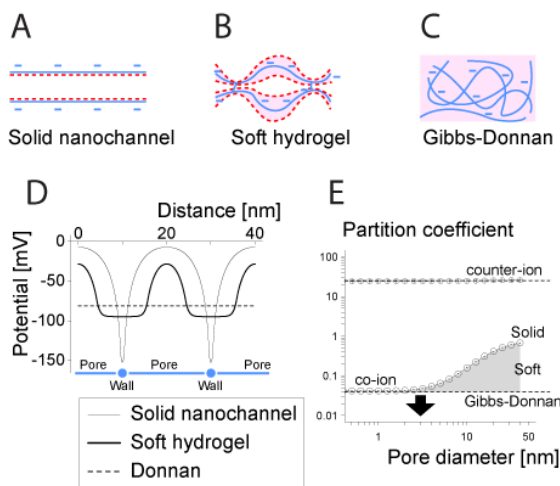 A
B
C
Solid nanochannel
Soft hydrogel
Gibbs-Donnan
D
Distance [nm]
0 20 40
Potential [mV]
0
-50
-100
-150
Pore Pore Pore
Wall Wall
Solid nanochannel
Soft hydrogel
Donnan
E
Partition coefficient
100
10
1
0.1
0.01
counter-ion
Solid
Soft
co-ion
Gibbs-Donnan
1 10 50
Pore diameter [nm]